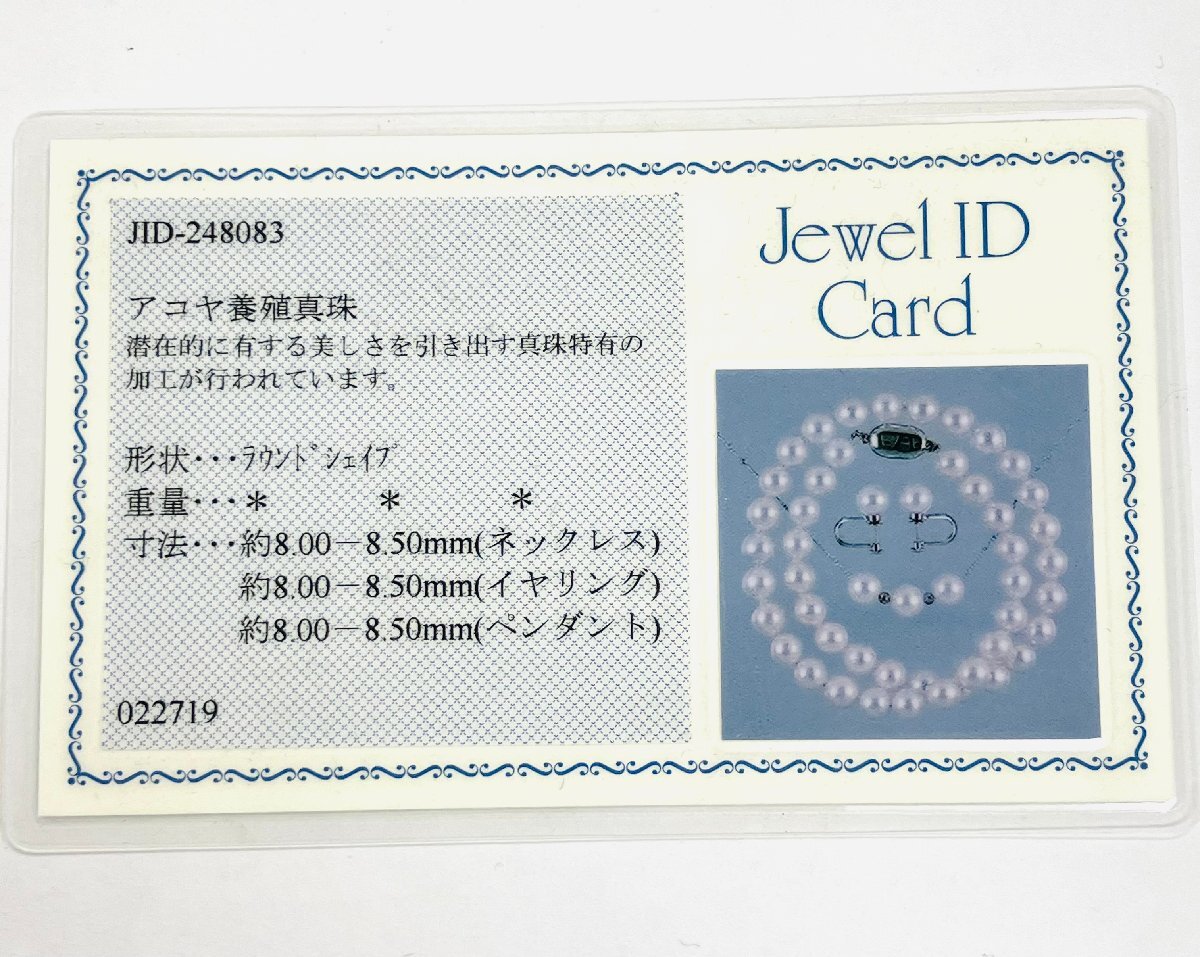 JID-248083
アコヤ養殖真珠
潜在的に有する美しさを引き出す真珠特有の
加工が行われています。
形状・・・ﾗｳﾝﾄﾞｼｪｲﾌﾟ
重量・・・＊ ＊ ＊
寸法・・・約8.00－8.50mm(ネックレス)
約8.00－8.50mm(イヤリング)
約8.00－8.50mm(ペンダント)
022719
Jewel ID
Card